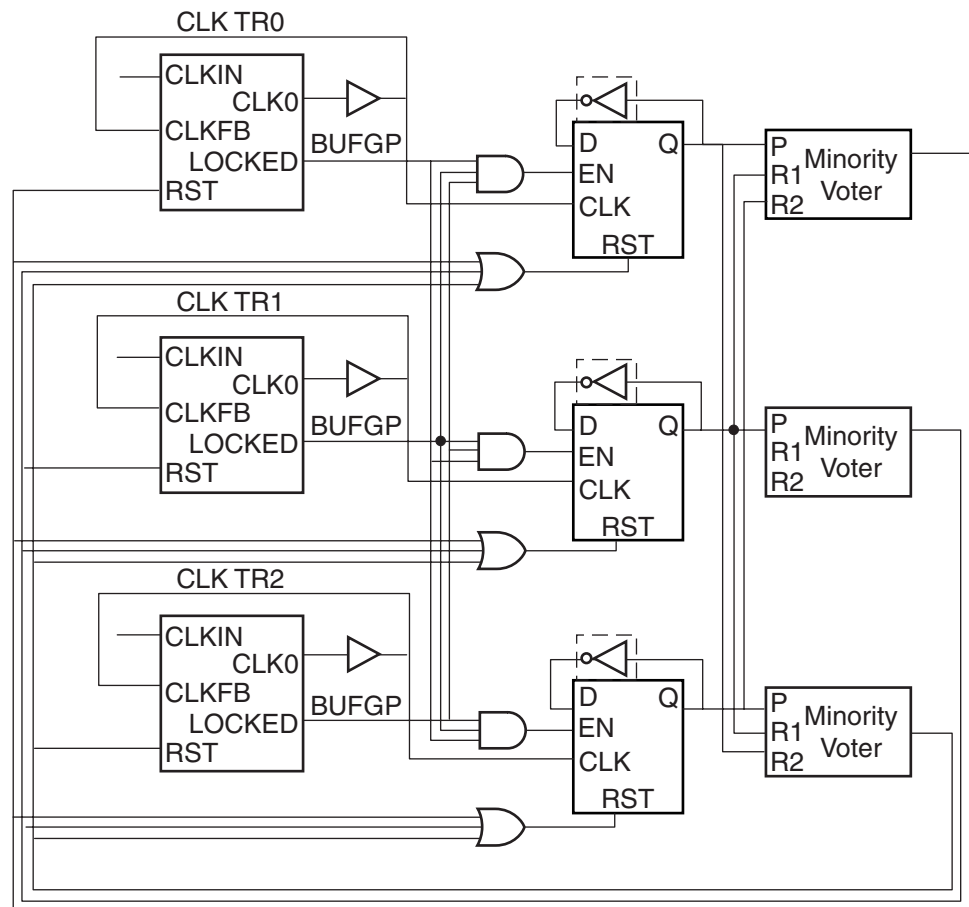 CLK TR0
CLKIN
CLK0
CLKFB
BUFGP
LOCKED
RST
D
Q
EN
CLK
RST
P
R1
R2
Minority
Voter
CLK TR1
CLKIN
CLK0
CLKFB
BUFGP
LOCKED
RST
D
Q
EN
CLK
RST
P
R1
R2
Minority
Voter
CLK TR2
CLKIN
CLK0
CLKFB
BUFGP
LOCKED
RST
D
Q
EN
CLK
RST
P
R1
R2
Minority
Voter